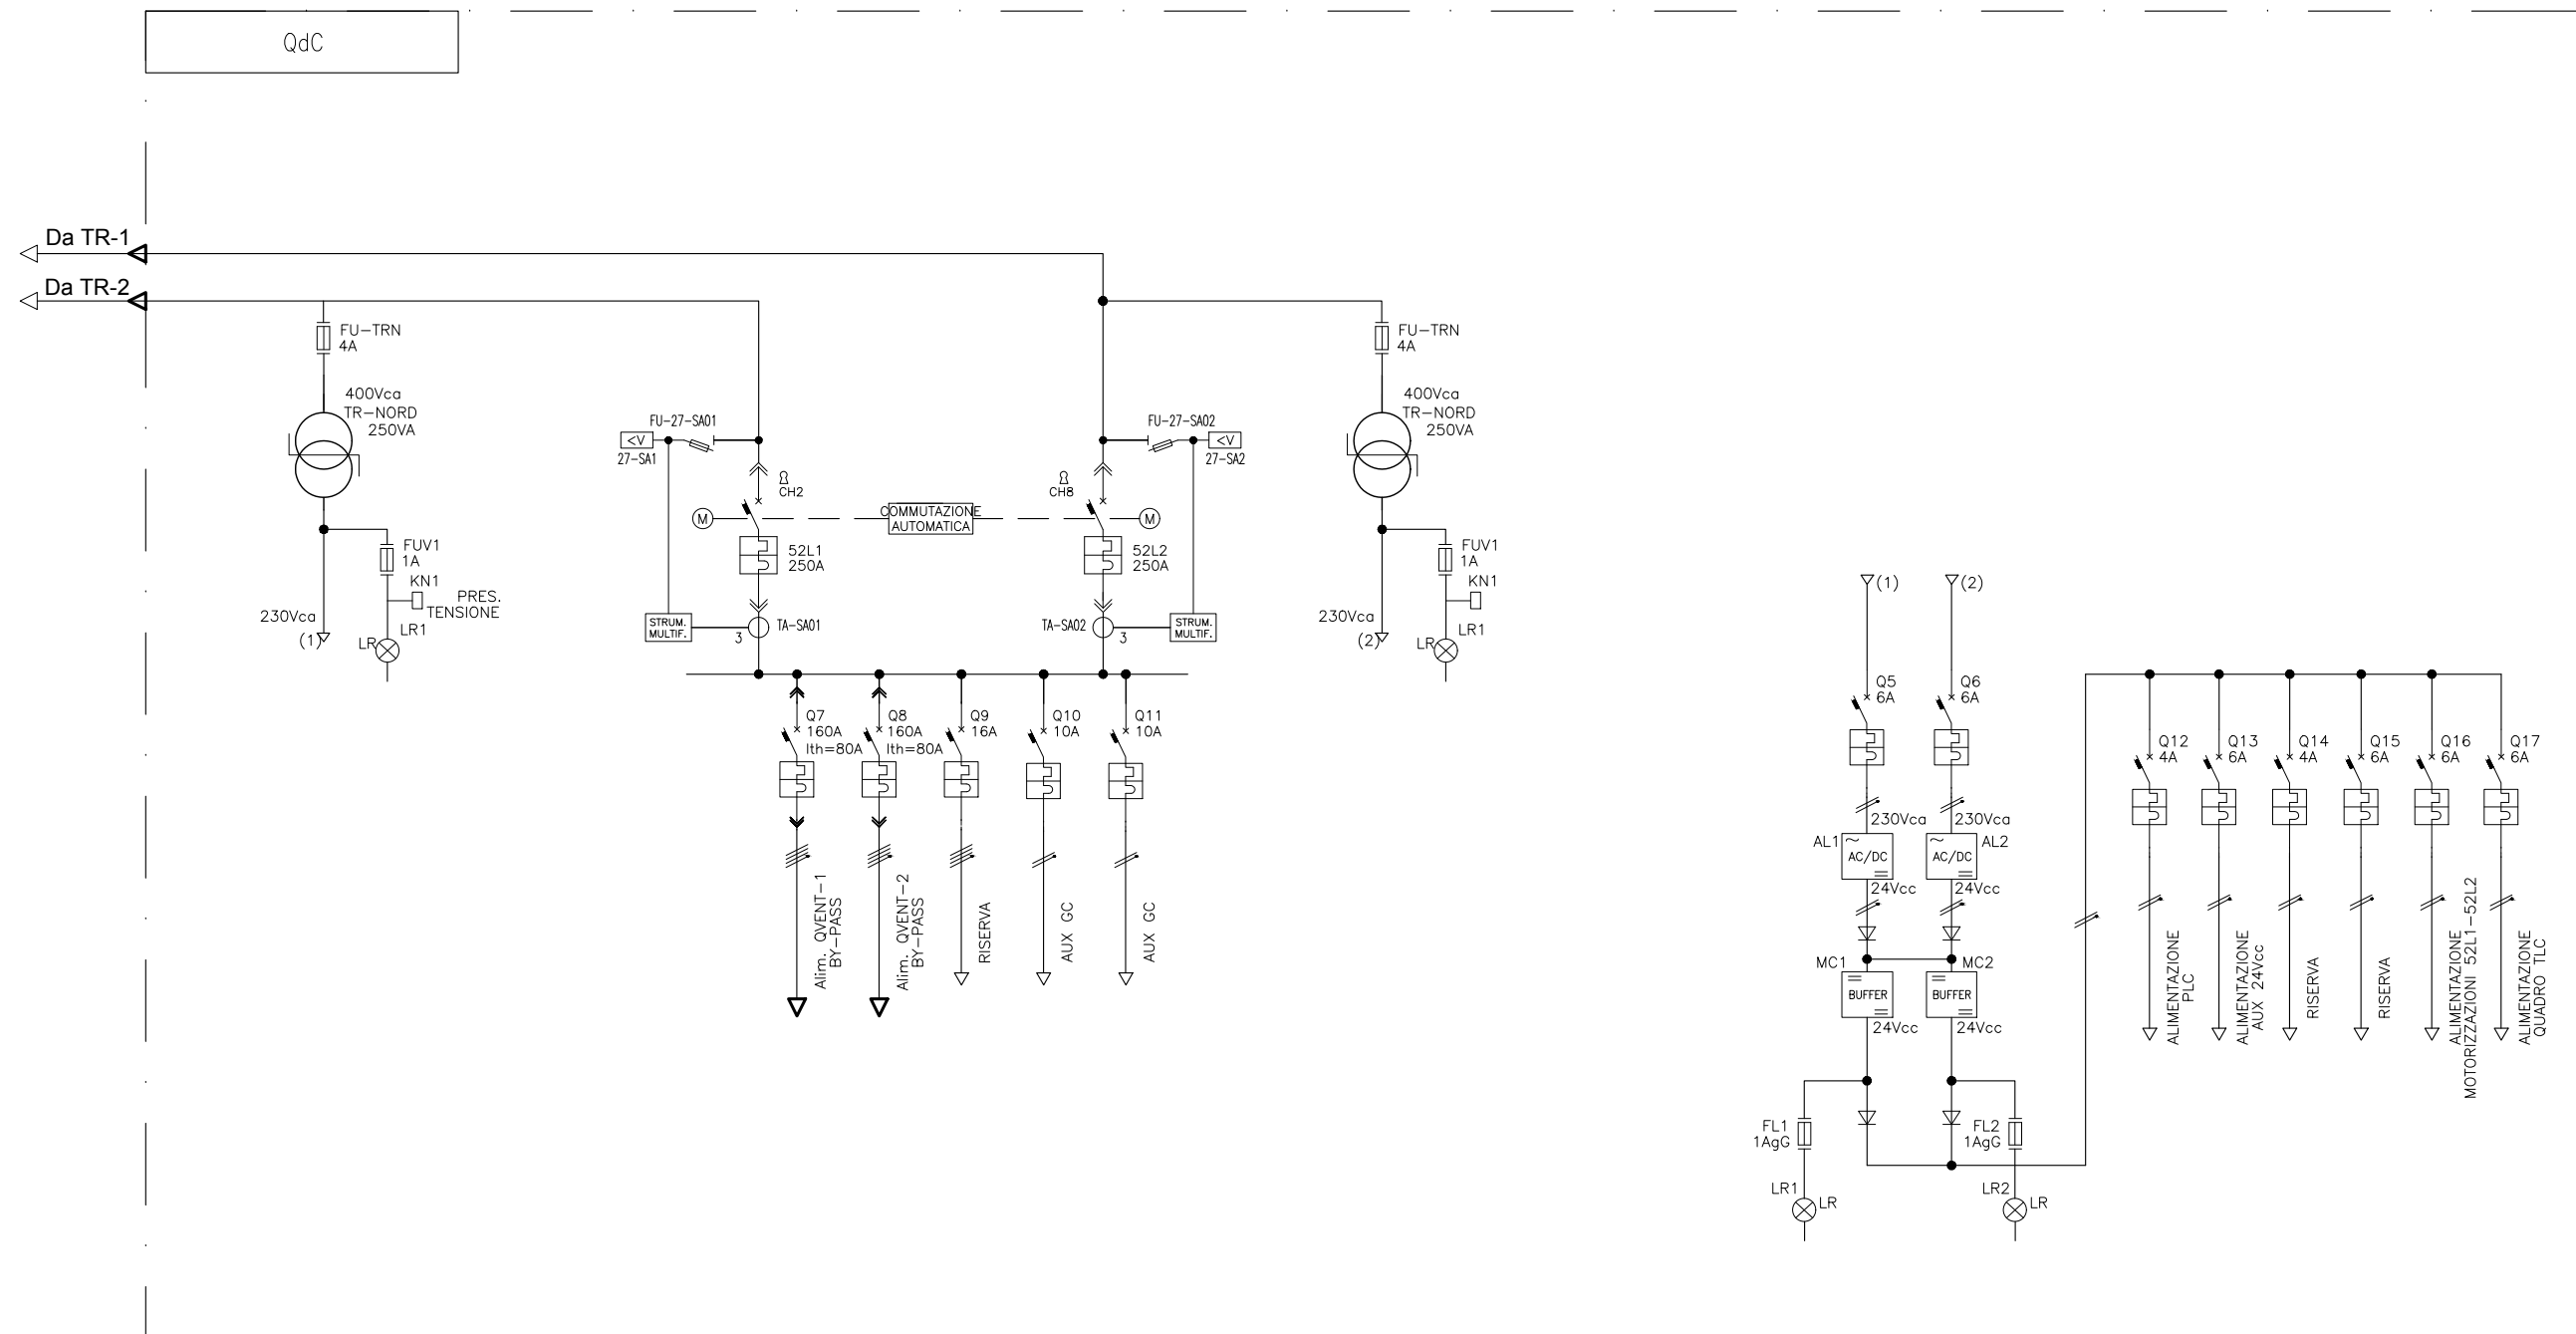 QdC
Da TR-1
Da TR-2
FU-TRN
4A
400Vca
TR-NORD
250VA
FUV1
1A
KN1
PRES.
TENSIONE
230Vca
(1)
LR1
LR
FU-27-SA01
<V
27-SA1
CH2
M
COMMUTAZIONE
AUTOMATICA
52L1
250A
STRUM.
MULTIF.
3
TA-SA01
FU-27-SA02
<V
27-SA2
CH8
M
52L2
250A
TA-SA02
3
STRUM.
MULTIF.
FU-TRN
4A
400Vca
TR-NORD
250VA
FUV1
1A
KN1
230Vca
(2)
LR1
LR
Q7
160A
Ith=80A
Alim. QVENT-1
BY-PASS
Q8
160A
Ith=80A
Alim. QVENT-2
BY-PASS
Q9
16A
RISERVA
Q10
10A
AUX GC
Q11
10A
AUX GC
(1)
(2)
Q5
6A
Q6
6A
230Vca
230Vca
AL1
~
AC/DC
~
AC/DC
AL2
24Vcc
24Vcc
MC1
BUFFER
MC2
BUFFER
24Vcc
24Vcc
FL1
1AgG
FL2
1AgG
LR1
LR
LR2
LR
Q12
4A
ALIMENTAZIONE
PLC
Q13
6A
ALIMENTAZIONE
AUX 24Vcc
Q14
4A
RISERVA
Q15
6A
RISERVA
Q16
6A
ALIMENTAZIONE
MOTORIZZAZIONI 52L1-52L2
Q17
6A
ALIMENTAZIONE
QUADRO TLC